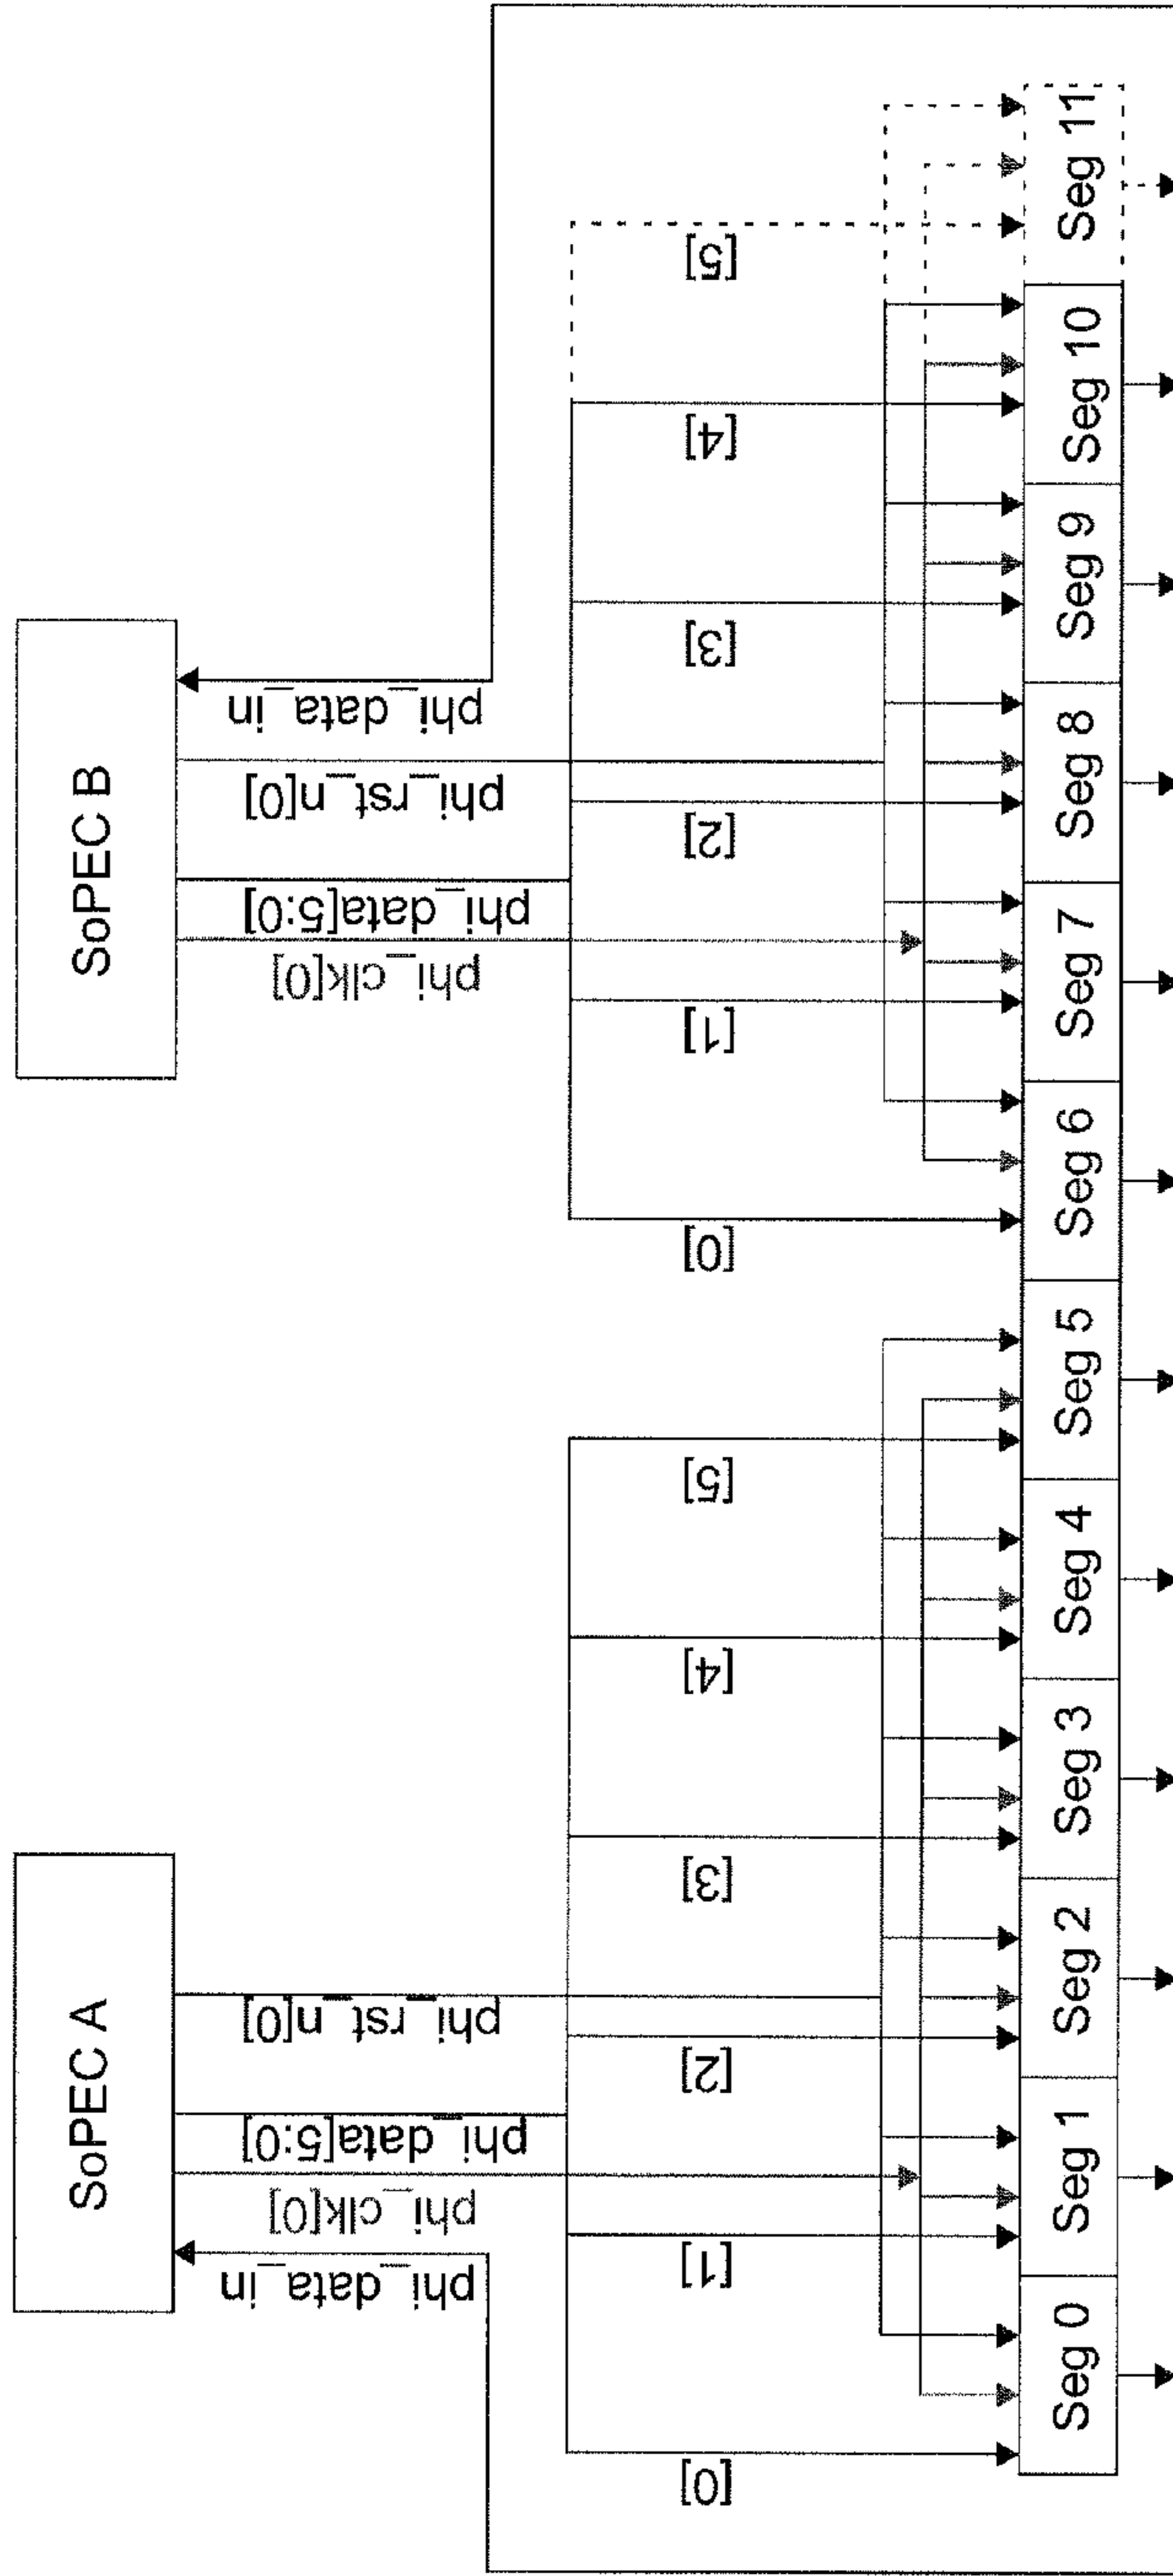 SoPEC A
SoPEC B
phi_data_in
phi_clk[0]
phi_data[5:0]
phi_rst_n[0]
phi_clk[0]
phi_data[5:0]
phi_rst_n[0]
phi_data_in
[0]
[1]
[2]
[3]
[4]
[5]
[0]
[1]
[2]
[3]
[4]
[5]
Seg 0
Seg 1
Seg 2
Seg 3
Seg 4
Seg 5
Seg 6
Seg 7
Seg 8
Seg 9
Seg 10
Seg 11